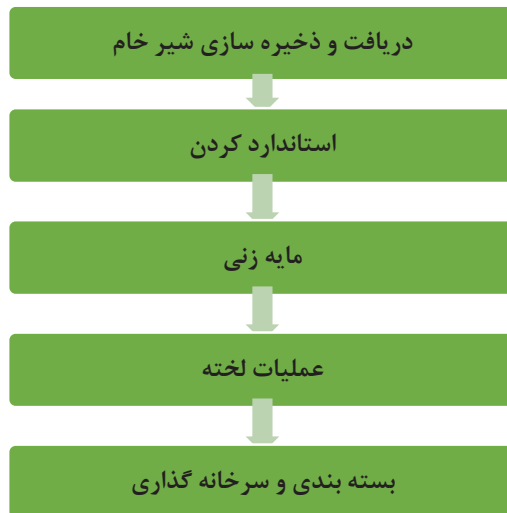 دریافت و ذخیره سازی شیر خام
استاندارد کردن
مایه زنی
عملیات لخته
بسته بندی و سرخانه گذاری